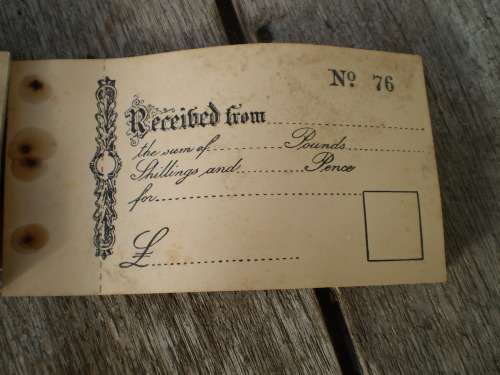 No. 76
Received from
the sum of Pounds
Shillings and Pence
for
£